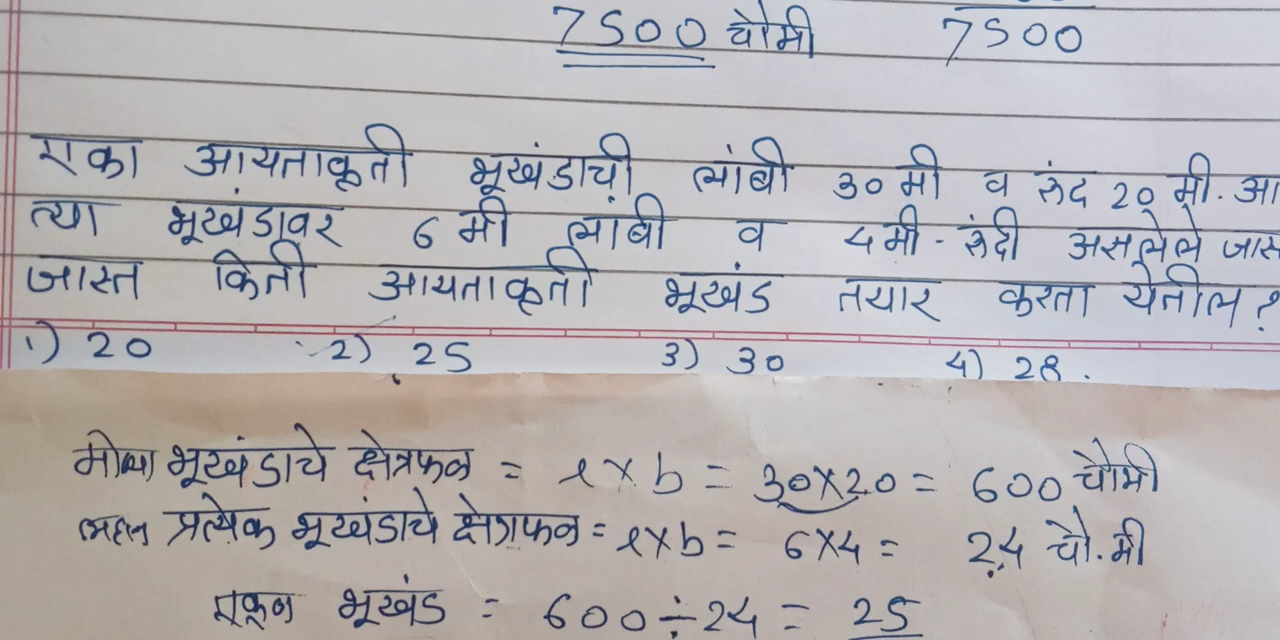 7500 चौमी 7500
एका आयताकृती भूखंडाची लांबी 30 मी व रुंद 20 मी. आ
त्या भूखंडावर 6 मी लांबी व 4 मी - रुंदी असलेले जास्
जास्त किती आयताकृती भूखंड तयार करता येतील?
1) 20 2) 25 3) 30 4) 28.
मोठ्या भूखंडाचे क्षेत्रफळ = l × b = 30×20 = 600 चौमी
लहान प्रत्येक भूखंडाचे क्षेत्रफळ = l×b = 6×4 = 24 चौ.मी
एकूण भूखंड = 600 ÷ 24 = 25